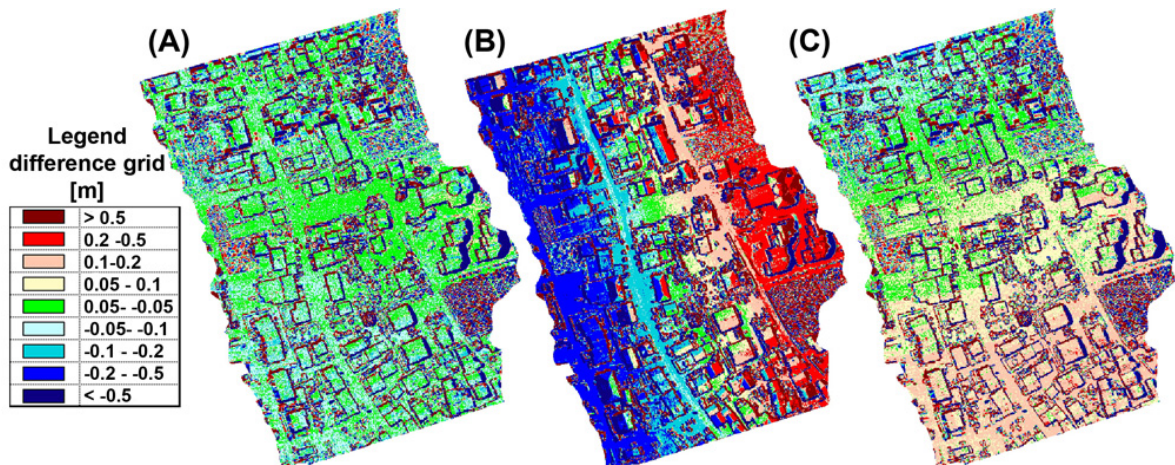 (A)
(B)
(C)
Legend
difference grid
[m]
> 0.5
0.2 -0.5
0.1-0.2
0.05 - 0.1
0.05- -0.05
-0.05- -0.1
-0.1 - -0.2
-0.2 - -0.5
< -0.5